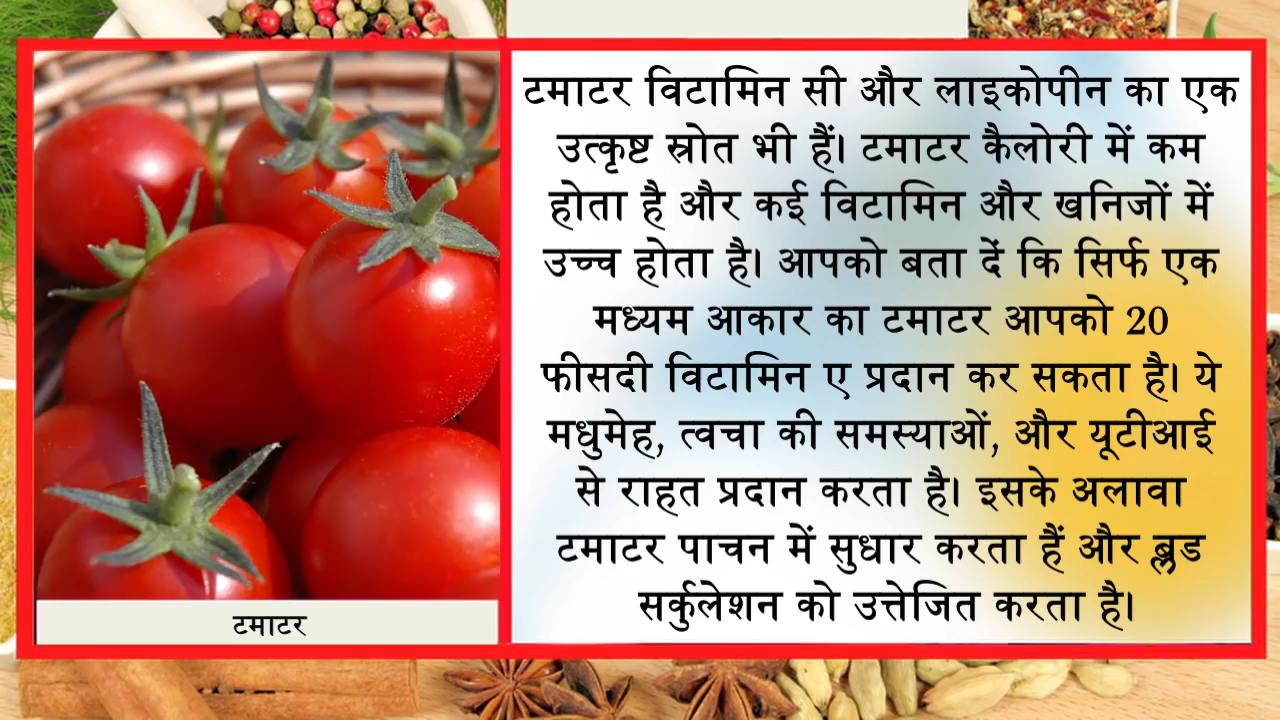 टमाटर विटामिन सी और लाइकोपीन का एक
उत्कृष्ट स्रोत भी हैं। टमाटर कैलोरी में कम
होता है और कई विटामिन और खनिजों में
उच्च होता है। आपको बता दें कि सिर्फ एक
मध्यम आकार का टमाटर आपको 20
फीसदी विटामिन ए प्रदान कर सकता है। ये
मधुमेह, त्वचा की समस्याओं, और यूटीआई
से राहत प्रदान करता है। इसके अलावा
टमाटर पाचन में सुधार करता हैं और ब्लड
सर्कुलेशन को उत्तेजित करता है।
टमाटर